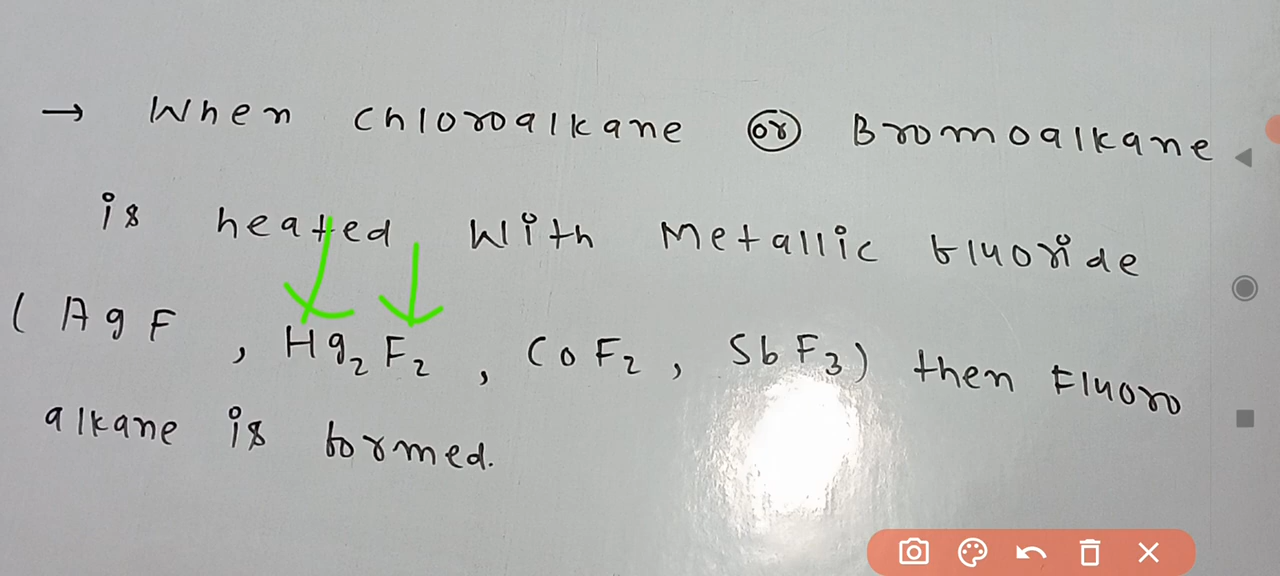 → When chloroalkane or Bromoalkane
is heated with Metallic fluoride
(AgF, Hg₂F₂, CoF₂, SbF₃) then Fluoro
alkane is formed.